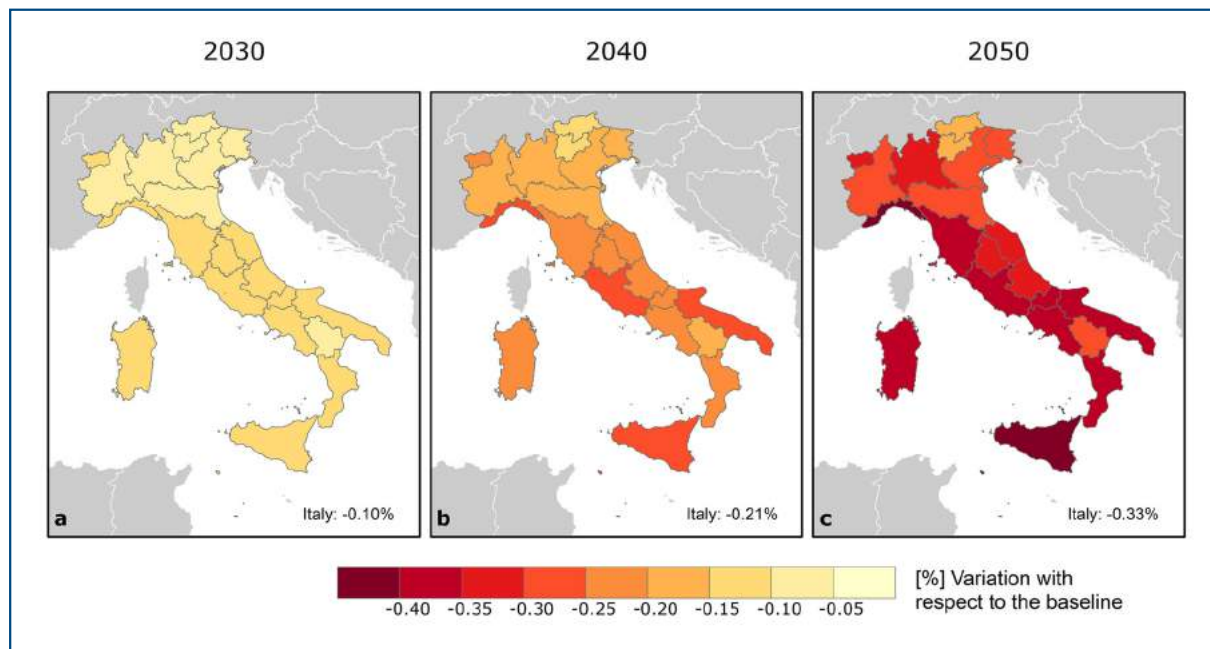 2030
2040
2050
a
Italy: -0.10%
b
Italy: -0.21%
c
Italy: -0.33%
-0.40 -0.35 -0.30 -0.25 -0.20 -0.15 -0.10 -0.05
[%] Variation with
respect to the baseline